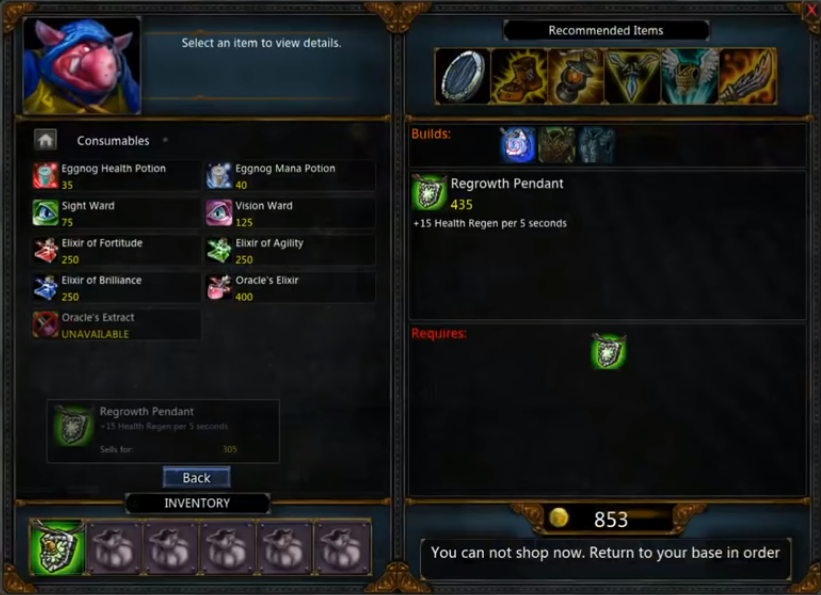 Select an item to view details.
Consumables
Eggnog Health Potion
35
Eggnog Mana Potion
40
Sight Ward
75
Vision Ward
125
Elixir of Fortitude
250
Elixir of Agility
250
Elixir of Brilliance
250
Oracle's Elixir
400
Oracle's Extract
UNAVAILABLE
Regrowth Pendant
+15 Health Regen per 5 seconds
Sells for: 305
Back
INVENTORY
Recommended Items
Builds:
Regrowth Pendant
435
+15 Health Regen per 5 seconds
Requires:
853
You can not shop now. Return to your base in order
X